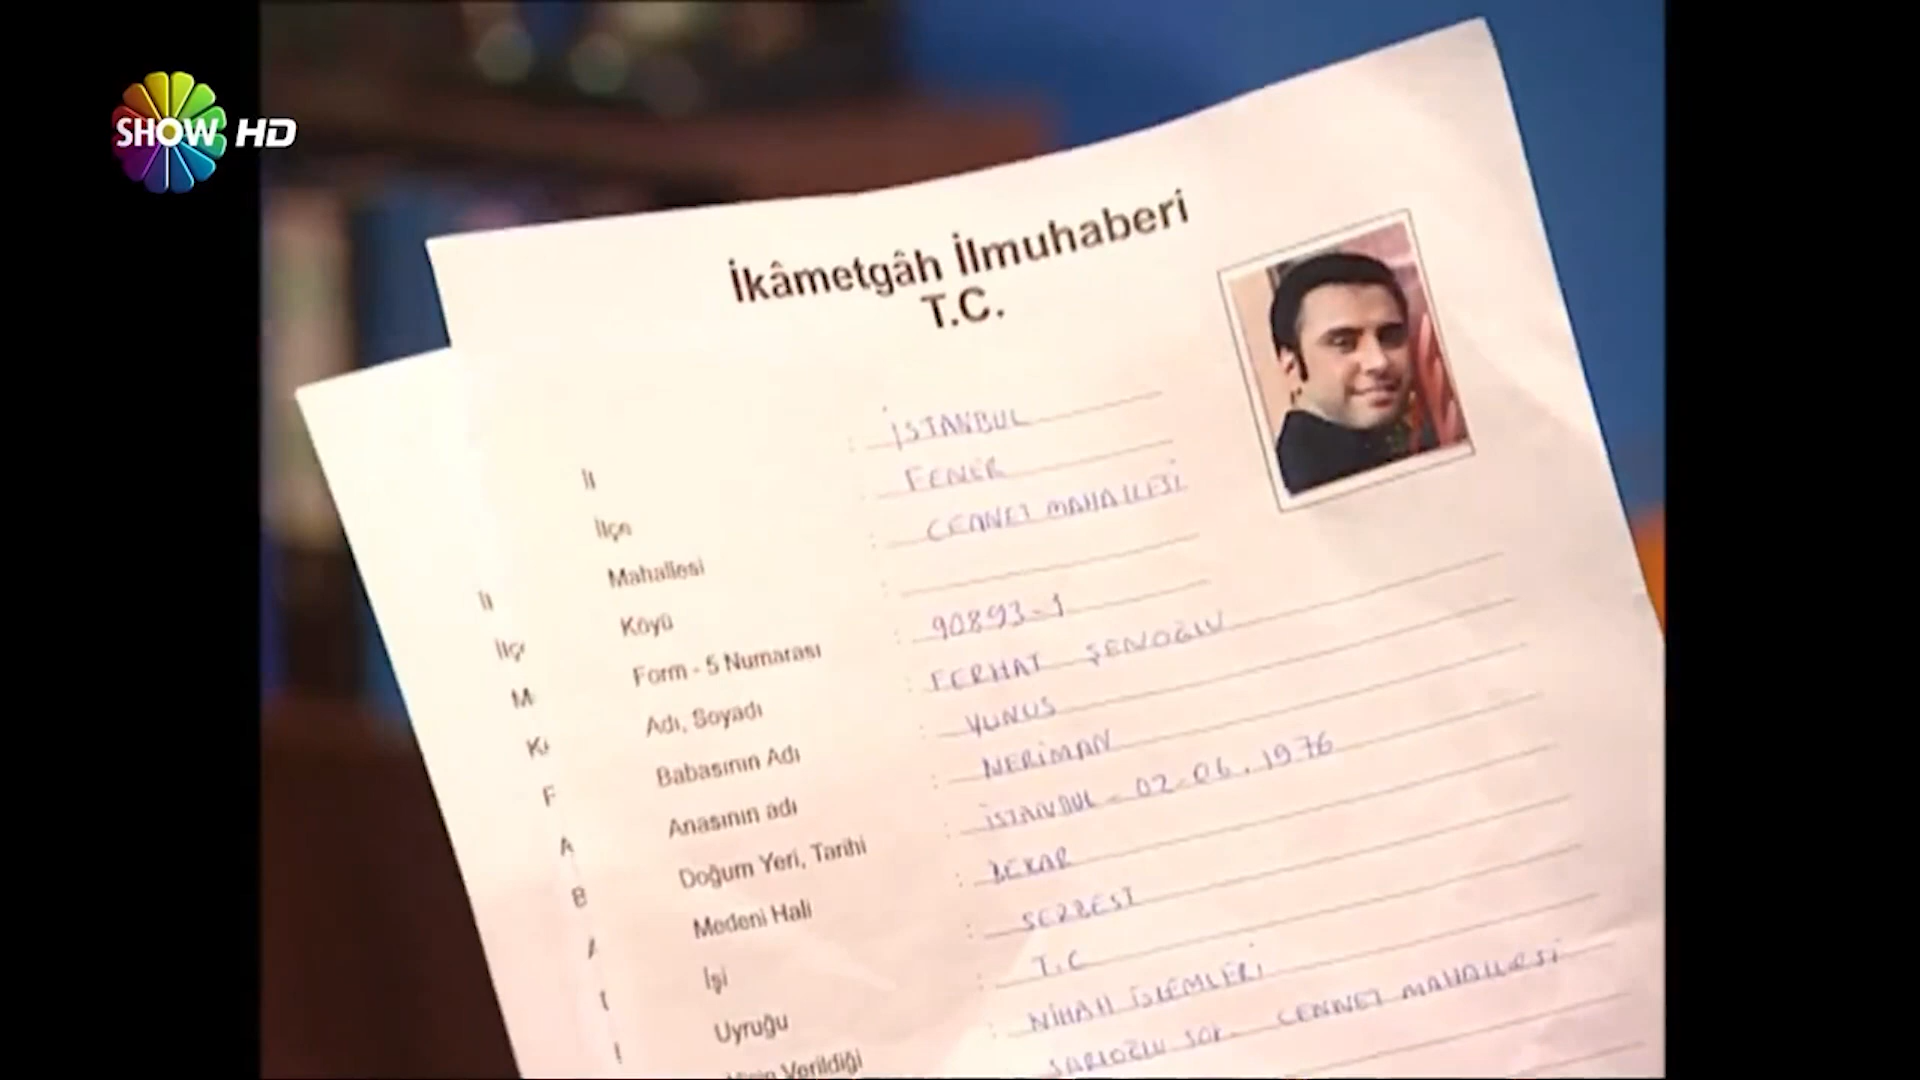 SHOW HD
İkâmetgâh İlmuhaberi
T.C.
İl : İSTANBUL
İlçe : FENER
Mahallesi : CENNET MAHALLESİ
Köyü :
Form - 5 Numarası : 90893-1
Adı, Soyadı : FERHAT ŞENOĞLU
Babasının Adı : YUNUS
Anasının adı : NERİMAN
Doğum Yeri, Tarihi : İSTANBUL - 02.06.1976
Medeni Hali : BEKAR
İşi : SERBEST
Uyruğu : T.C
Verildiği : NİKAH İŞLEMLERİ
SARIOĞLU SOK. CENNET MAHALLESİ
İl
İlç
M
K
F
A
B